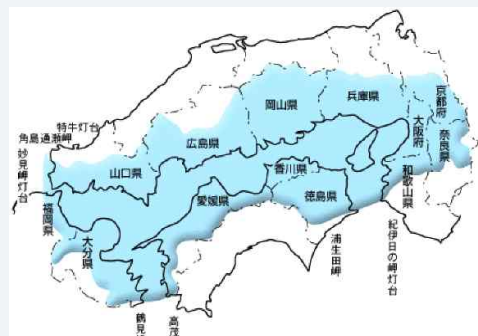 特牛灯台
角島通瀬岬
妙見岬灯台
山口県
広島県
岡山県
兵庫県
京都府
大阪府
奈良県
和歌山県
香川県
徳島県
愛媛県
福岡県
大分県
鶴見
高茂
蒲生田岬
紀伊日の岬灯台